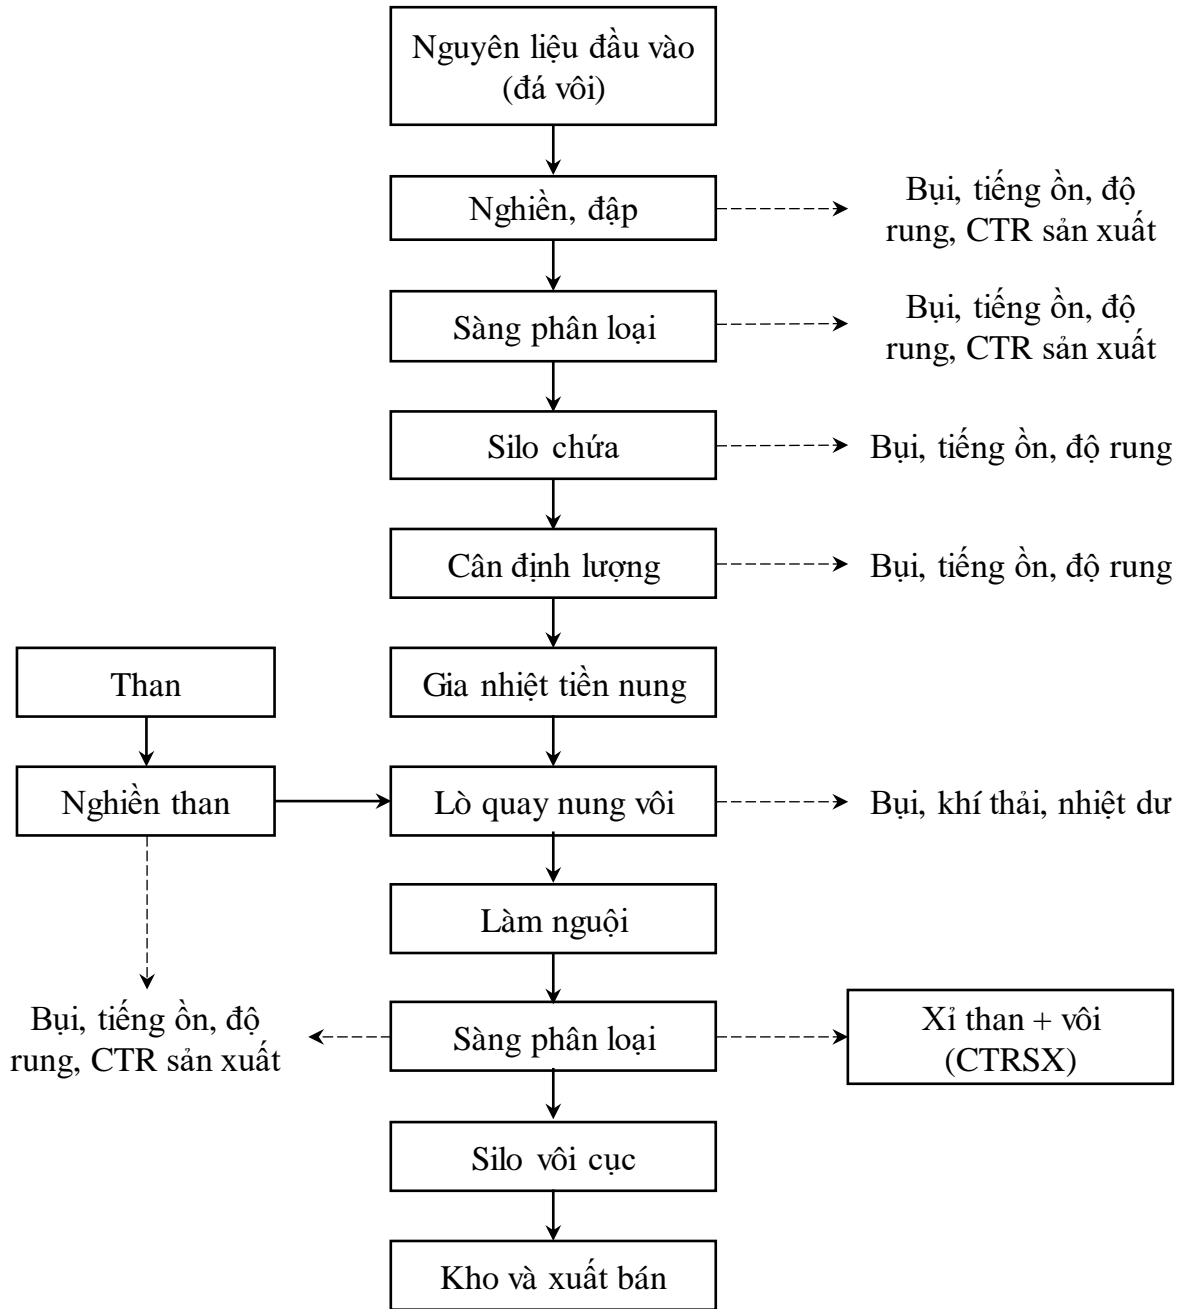 Nguyên liệu đầu vào
(đá vôi)
Nghiền, đập
Bụi, tiếng ồn, độ
rung, CTR sản xuất
Sàng phân loại
Bụi, tiếng ồn, độ
rung, CTR sản xuất
Silo chứa
Bụi, tiếng ồn, độ rung
Cân định lượng
Bụi, tiếng ồn, độ rung
Than
Gia nhiệt tiền nung
Nghiền than
Lò quay nung vôi
Bụi, khí thải, nhiệt dư
Làm nguội
Bụi, tiếng ồn, độ
rung, CTR sản xuất
Sàng phân loại
Xỉ than + vôi
(CTRSX)
Silo vôi cục
Kho và xuất bán